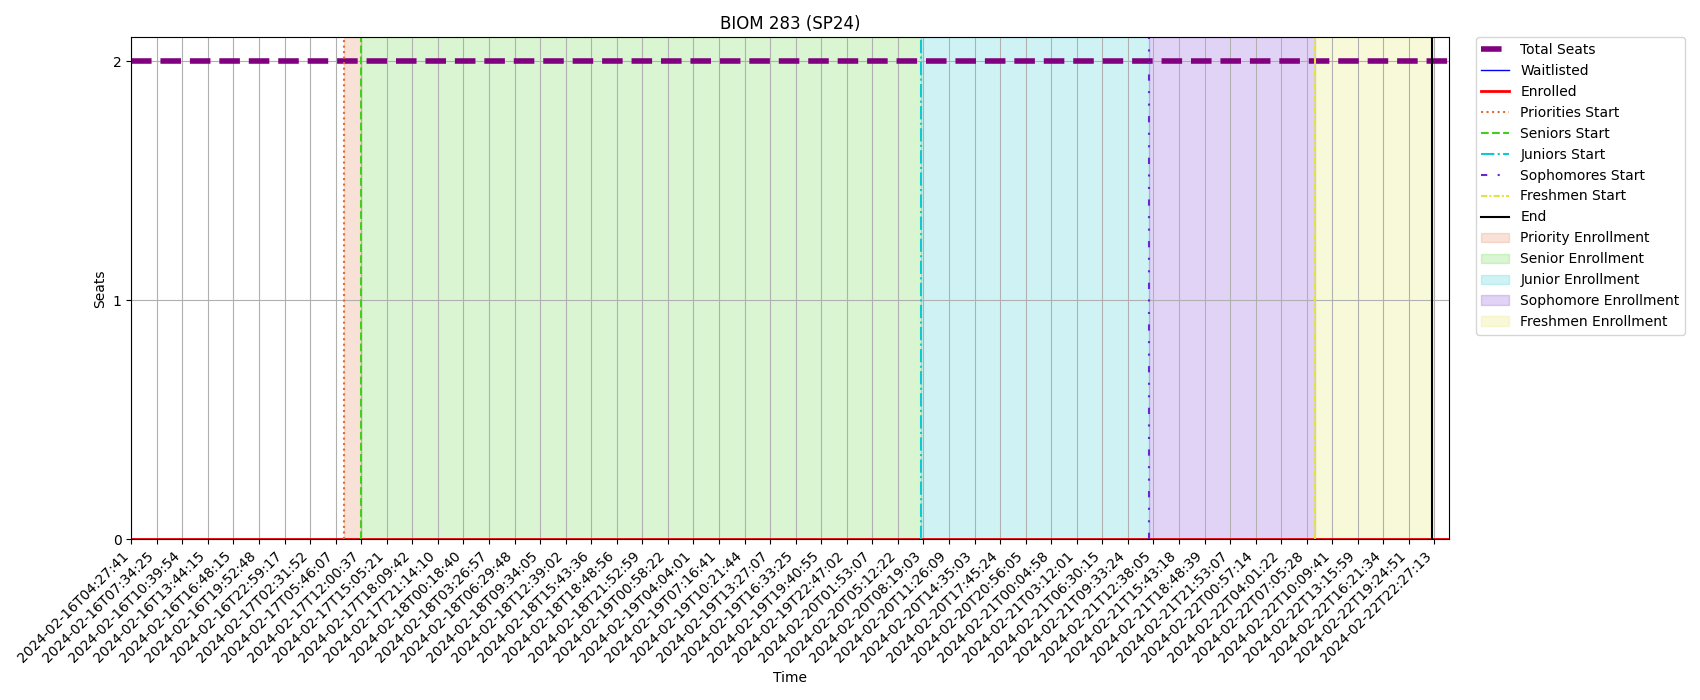 BIOM 283 (SP24)
Seats
2
1
0
2024-02-16T04:27:41
2024-02-16T07:34:25
2024-02-16T10:39:54
2024-02-16T13:44:15
2024-02-16T16:48:15
2024-02-16T19:52:48
2024-02-16T22:59:17
2024-02-17T02:31:52
2024-02-17T05:46:07
2024-02-17T12:00:37
2024-02-17T15:05:21
2024-02-17T18:09:42
2024-02-17T21:14:10
2024-02-18T00:18:40
2024-02-18T03:26:57
2024-02-18T06:29:48
2024-02-18T09:34:05
2024-02-18T12:39:02
2024-02-18T15:43:36
2024-02-18T18:48:56
2024-02-18T21:52:59
2024-02-19T00:58:22
2024-02-19T04:04:01
2024-02-19T07:16:41
2024-02-19T10:21:44
2024-02-19T13:27:07
2024-02-19T16:33:25
2024-02-19T19:40:55
2024-02-19T22:47:02
2024-02-20T01:53:07
2024-02-20T05:12:22
2024-02-20T08:19:03
2024-02-20T11:26:09
2024-02-20T14:35:03
2024-02-20T17:45:24
2024-02-20T20:56:05
2024-02-21T00:04:58
2024-02-21T03:12:01
2024-02-21T06:30:15
2024-02-21T09:33:24
2024-02-21T12:38:05
2024-02-21T15:43:18
2024-02-21T18:48:39
2024-02-21T21:53:07
2024-02-22T00:57:14
2024-02-22T04:01:22
2024-02-22T07:05:28
2024-02-22T10:09:41
2024-02-22T13:15:59
2024-02-22T16:21:34
2024-02-22T19:24:51
2024-02-22T22:27:13
Time
Total Seats
Waitlisted
Enrolled
Priorities Start
Seniors Start
Juniors Start
Sophomores Start
Freshmen Start
End
Priority Enrollment
Senior Enrollment
Junior Enrollment
Sophomore Enrollment
Freshmen Enrollment